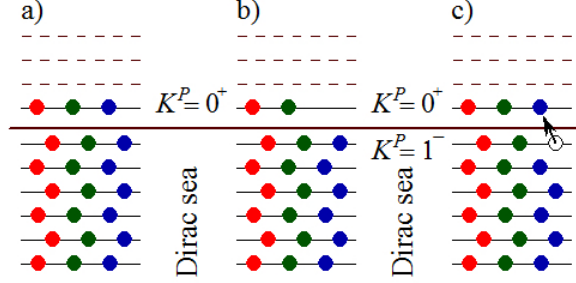 a) b) c)
K^P=0^+ K^P=0^+
K^P=1^-
Dirac sea Dirac sea